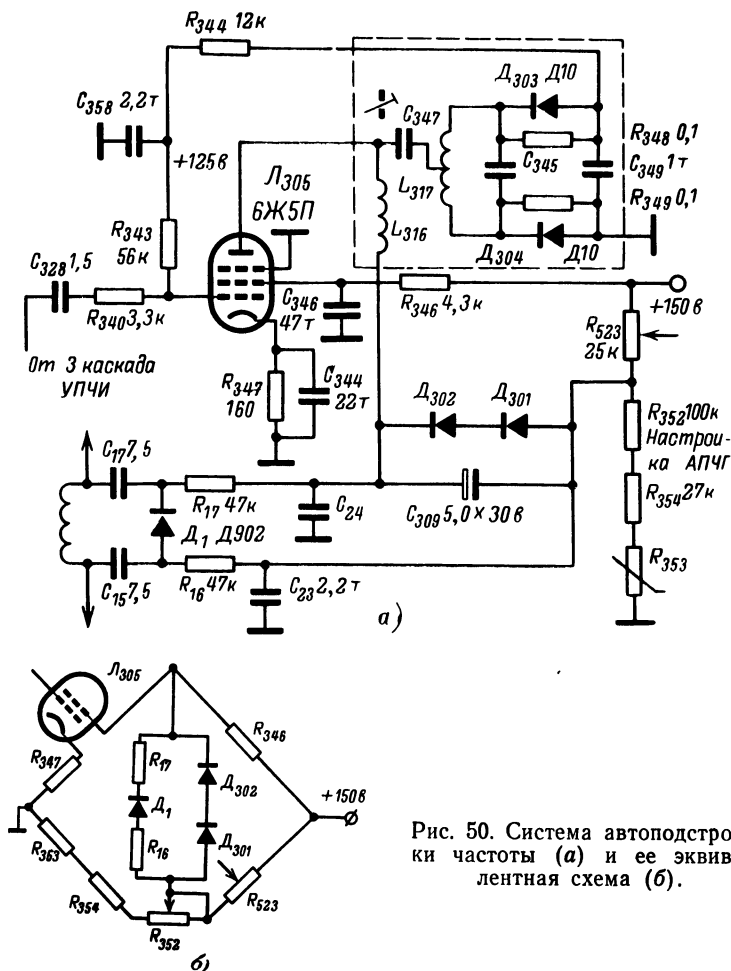 R344 12к
Д303 Д10
C358 2,2т
C347
+125в
R348 0,1
C345
C349 1т
Л305
6Ж5П
L317
R349 0,1
R343
56к
L316
Д304
Д10
C328 1,5
R340 3,3к
C346
47т
R346 4,3к
+150в
R523
25к
От 3 каскада
УПЧИ
R347
160
C344
22т
Д302
Д301
R352 100к
Настрой-
ка АПЧГ
C17 7,5
R17 47к
C24
C309 5,0 × 30в
R354 27к
Д1 Д902
R353
C15 7,5
R16 47к
C23 2,2т
а)
Л305
R347
R17
R346
Д302
Д1
+150в
R363
R16
Д301
R354
R352
R523
б)
Рис. 50. Система автоподстро
ки частоты (а) и ее эквив
лентная схема (б).